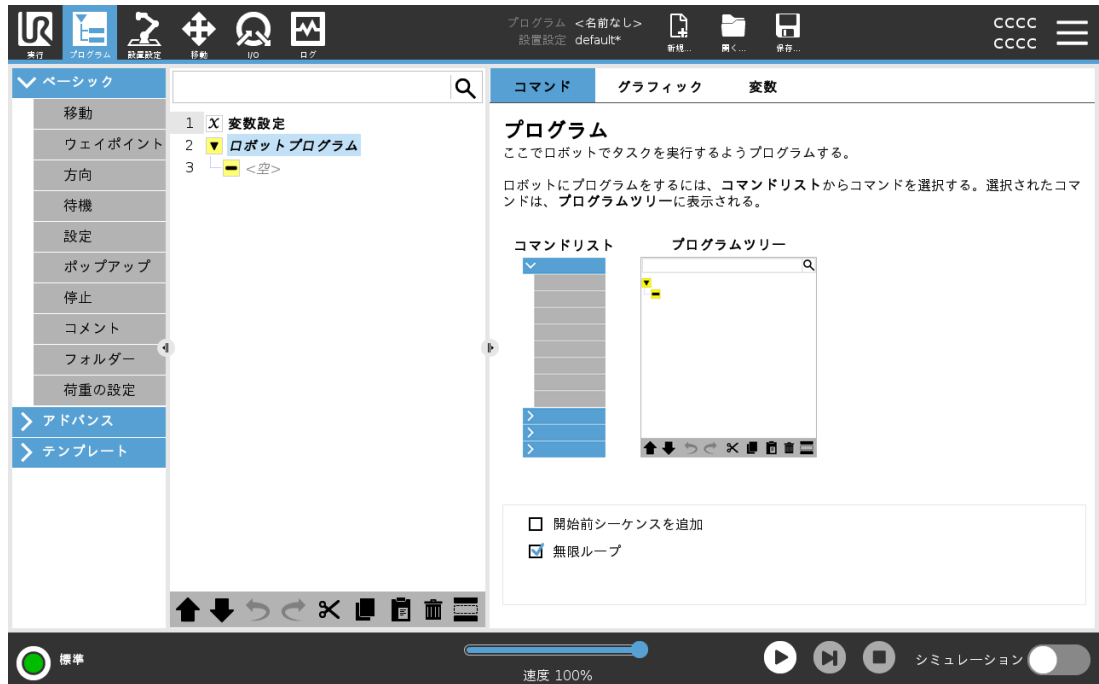 プログラム <名前なし>
設置設定 default*
CCCC
CCCC
実行
プログラム
設置設定
移動
I/O
ログ
新規...
開く...
保存...
ベーシック
移動
ウェイポイント
方向
待機
設定
ポップアップ
停止
コメント
フォルダー
荷重の設定
アドバンス
テンプレート
1 X 変数設定
2 ロボットプログラム
3 <空>
コマンド グラフィック 変数
プログラム
ここでロボットでタスクを実行するようプログラムする。
ロボットにプログラムをするには、コマンドリストからコマンドを選択する。選択されたコマ
ンドは、プログラムツリーに表示される。
コマンドリスト プログラムツリー
開始前シーケンスを追加
無限ループ
標準
速度 100%
シミュレーション